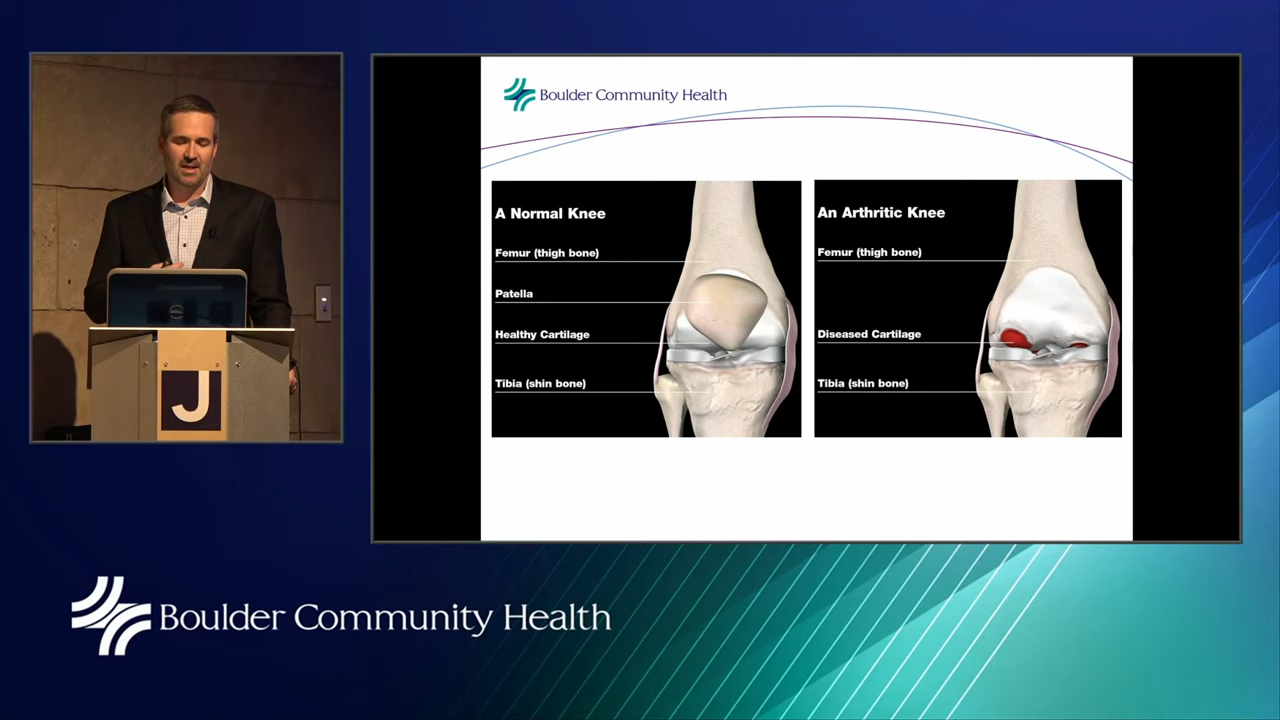 Boulder Community Health
A Normal Knee
Femur (thigh bone)
Patella
Healthy Cartilage
Tibia (shin bone)
An Arthritic Knee
Femur (thigh bone)
Diseased Cartilage
Tibia (shin bone)
DELL
J
Boulder Community Health